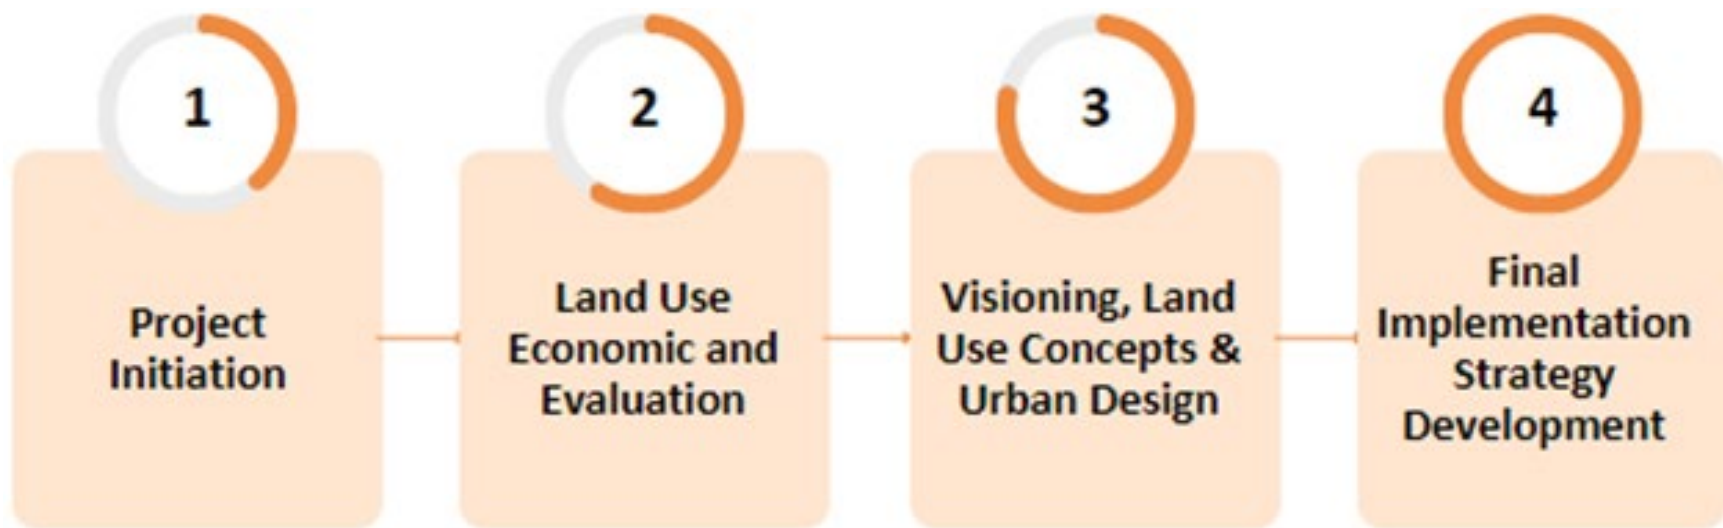 1
Project
Initiation
2
Land Use
Economic and
Evaluation
3
Visioning, Land
Use Concepts &
Urban Design
4
Final
Implementation
Strategy
Development